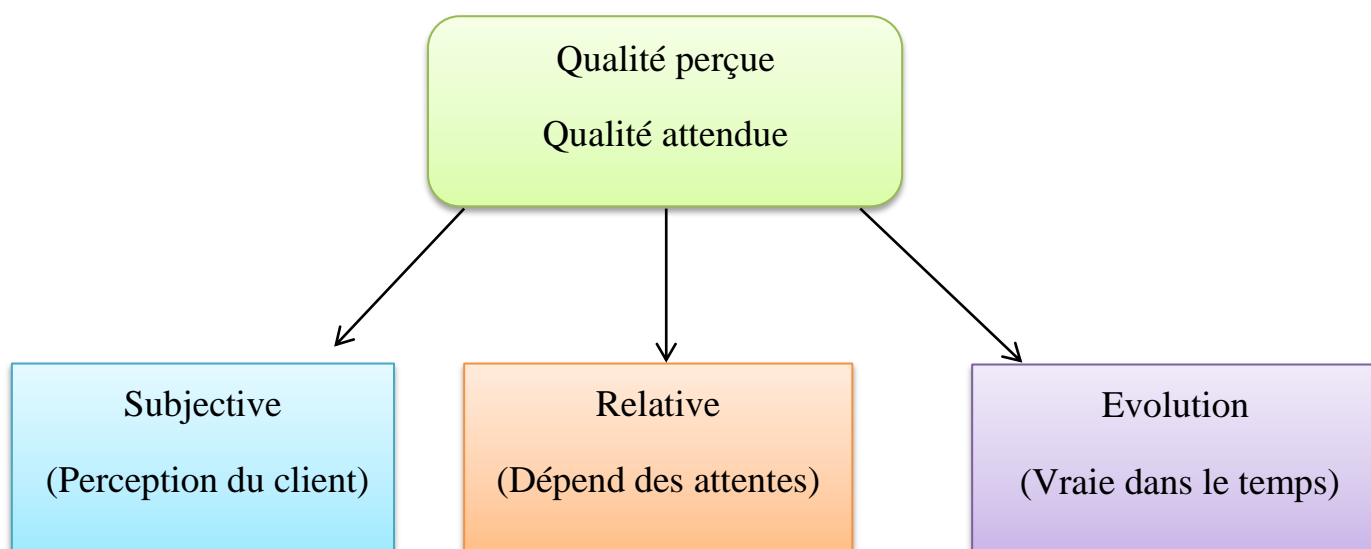 Qualité perçue
Qualité attendue
Subjective
(Perception du client)
Relative
(Dépend des attentes)
Evolution
(Vraie dans le temps)